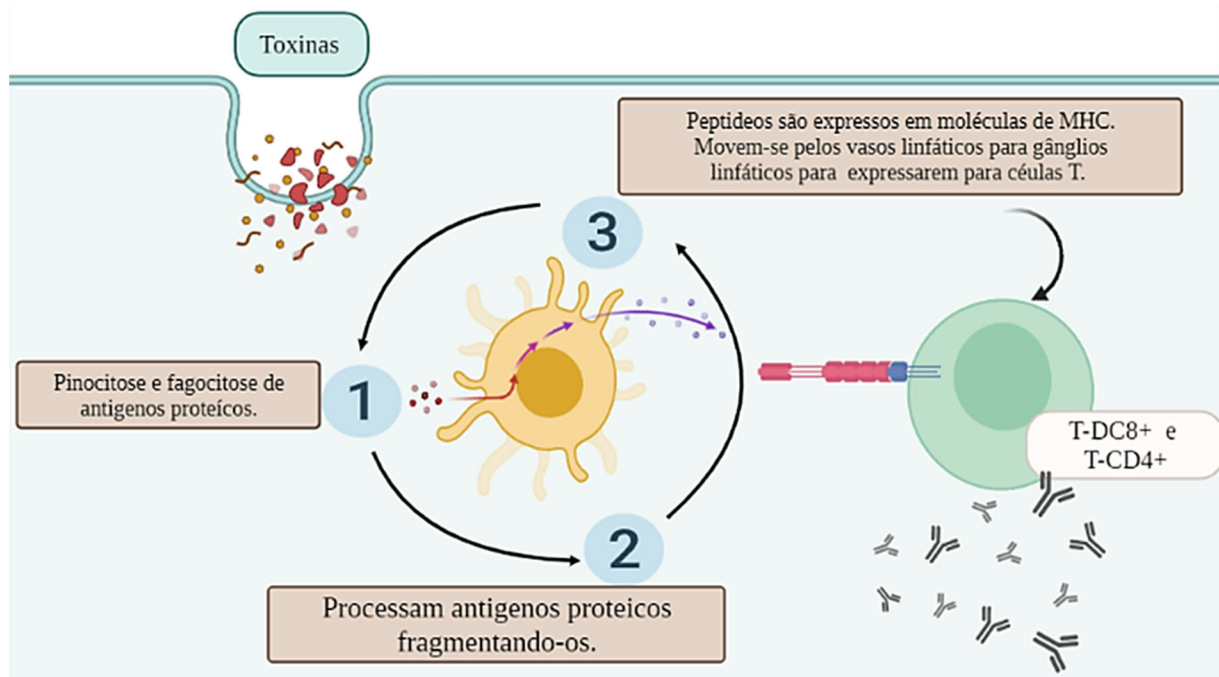 Toxinas
Peptideos são expressos em moléculas de MHC.
Movem-se pelos vasos linfáticos para gânglios
linfáticos para expressarem para céulas T.
3
Pinocitose e fagocitose de
antigenos proteícos.
1
T-DC8+ e
T-CD4+
2
Processam antigenos proteicos
fragmentando-os.